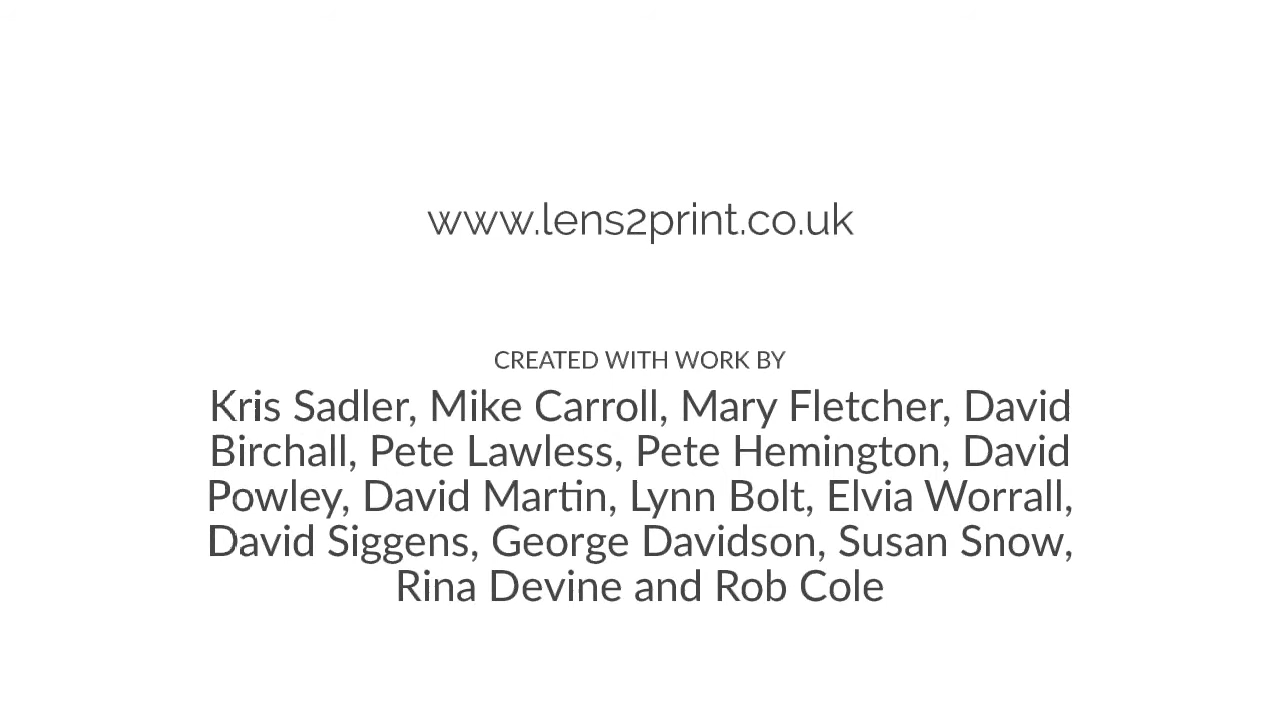 www.lens2print.co.uk
CREATED WITH WORK BY
Kris Sadler, Mike Carroll, Mary Fletcher, David
Birchall, Pete Lawless, Pete Hemington, David
Powley, David Martin, Lynn Bolt, Elvia Worrall,
David Siggens, George Davidson, Susan Snow,
Rina Devine and Rob Cole